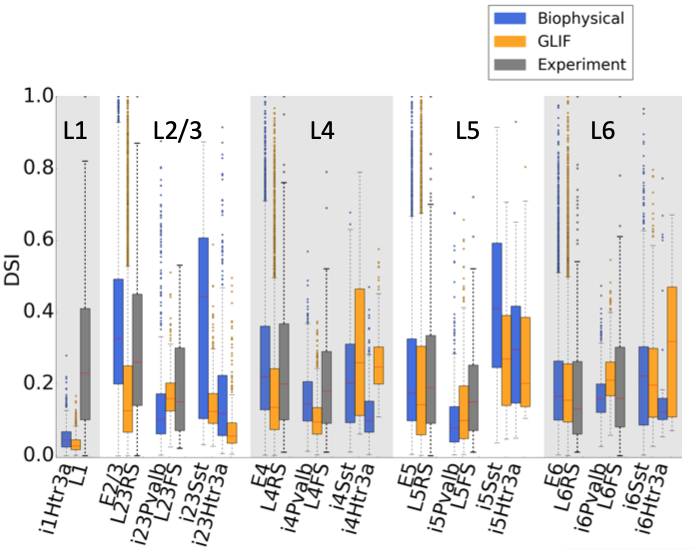 Biophysical
GLIF
Experiment
1.0
0.8
0.6
0.4
0.2
0.0
DSI
L1
L2/3
L4
L5
L6
i1Htr3a
L1
E2/3
L23RS
i23Pvalb
L23FS
i23Sst
i23Htr3a
E4
L4RS
i4Pvalb
L4FS
i4Sst
i4Htr3a
E5
L5RS
i5Pvalb
L5FS
i5Sst
i5Htr3a
E6
L6RS
i6Pvalb
L6FS
i6Sst
i6Htr3a